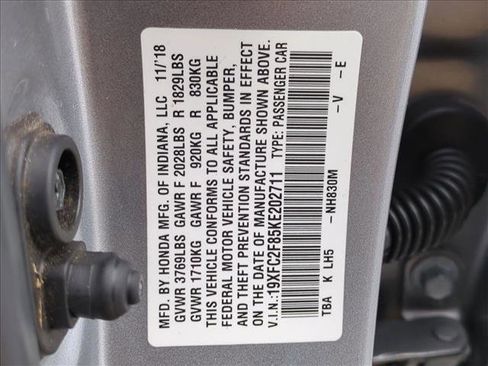 MFD. BY HONDA MFG. OF INDIANA, LLC 11/'18
GVWR 3769LBS GAWR F 2028LBS R 1829LBS
GVWR 1710KG GAWR F 920KG R 830KG
THIS VEHICLE CONFORMS TO ALL APPLICABLE
FEDERAL MOTOR VEHICLE SAFETY, BUMPER,
AND THEFT PREVENTION STANDARDS IN EFFECT
ON THE DATE OF MANUFACTURE SHOWN ABOVE.
V.I.N.:19XFC2F85KE202711 TYPE: PASSENGER CAR
TBA K LH5 -NH830M -V -E